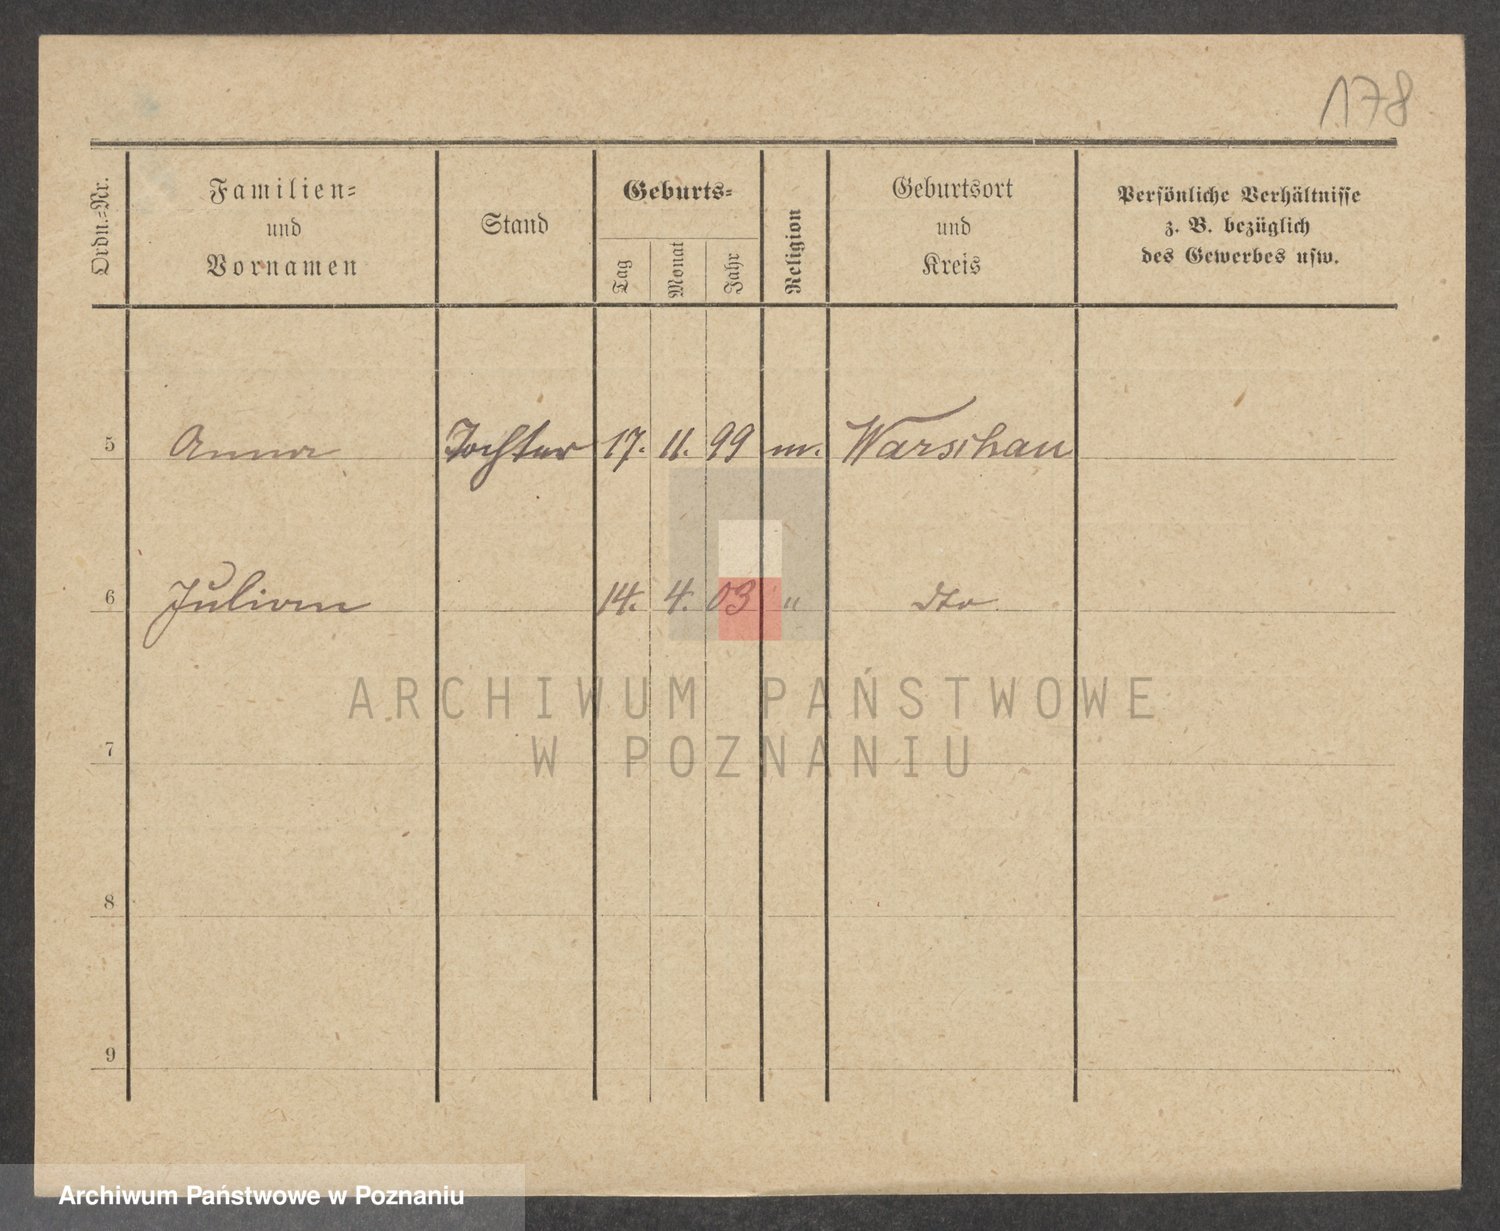 178
Ordn.=Nr.
Familien=
und
Vornamen
Stand
Geburts=
Tag
Monat
Jahr
Religion
Geburtsort
und
Kreis
Persönliche Verhältnisse
z. B. bezüglich
des Gewerbes usw.
5 Anna Tochter 17. 11. 99 m. Warschau
6 Julian 14. 4. 03 " dto
7
8
9
ARCHIWUM PAŃSTWOWE
W POZNANIU
Archiwum Państwowe w Poznaniu